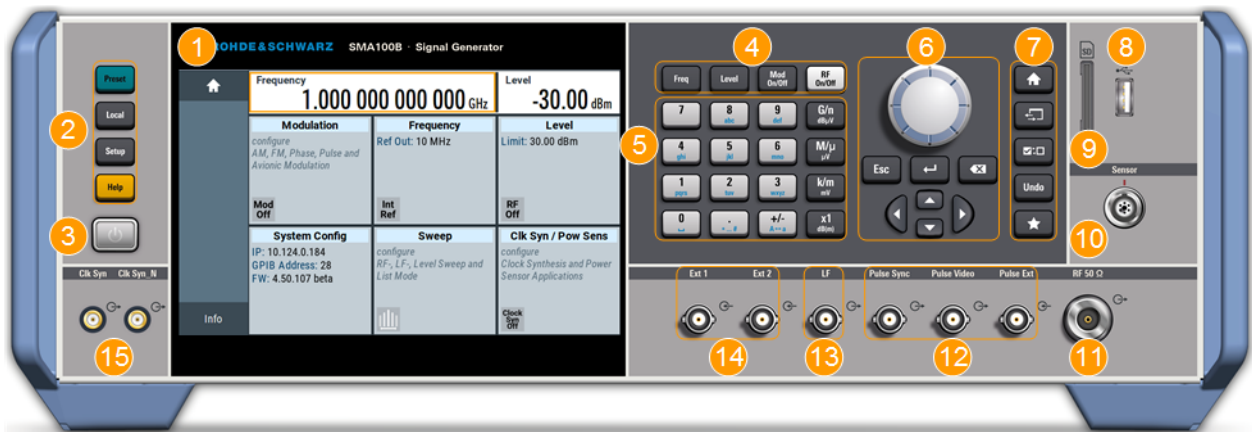 1
OHDE&SCHWARZ SMA100B · Signal Generator
Frequency
1.000 000 000 000 GHz
Level
-30.00 dBm
Modulation
configure
AM, FM, Phase, Pulse and
Avionic Modulation
Mod
Off
Frequency
Ref Out: 10 MHz
Int
Ref
Level
Limit: 30.00 dBm
RF
Off
System Config
IP: 10.124.0.184
GPIB Address: 28
FW: 4.50.107 beta
Sweep
configure
RF-, LF-, Level Sweep and
List Mode
Clk Syn / Pow Sens
configure
Clock Synthesis and Power
Sensor Applications
Clock
Syn
Off
Info
2
Preset
Local
Setup
Help
3
Clk Syn Clk Syn_N
15
4
Freq
Level
Mod
On/Off
RF
On/Off
5
7
8
abc
9
def
G/n
dBµV
4
ghi
5
jkl
6
mno
M/µ
µV
1
pqrs
2
tuv
3
wxyz
k/m
mV
0
.
+/-
x1
dB(m)
6
Esc
7
Undo
8
SD
9
Sensor
10
Ext 1 Ext 2
LF
Pulse Sync Pulse Video Pulse Ext
RF 50 Ω
14
13
12
11